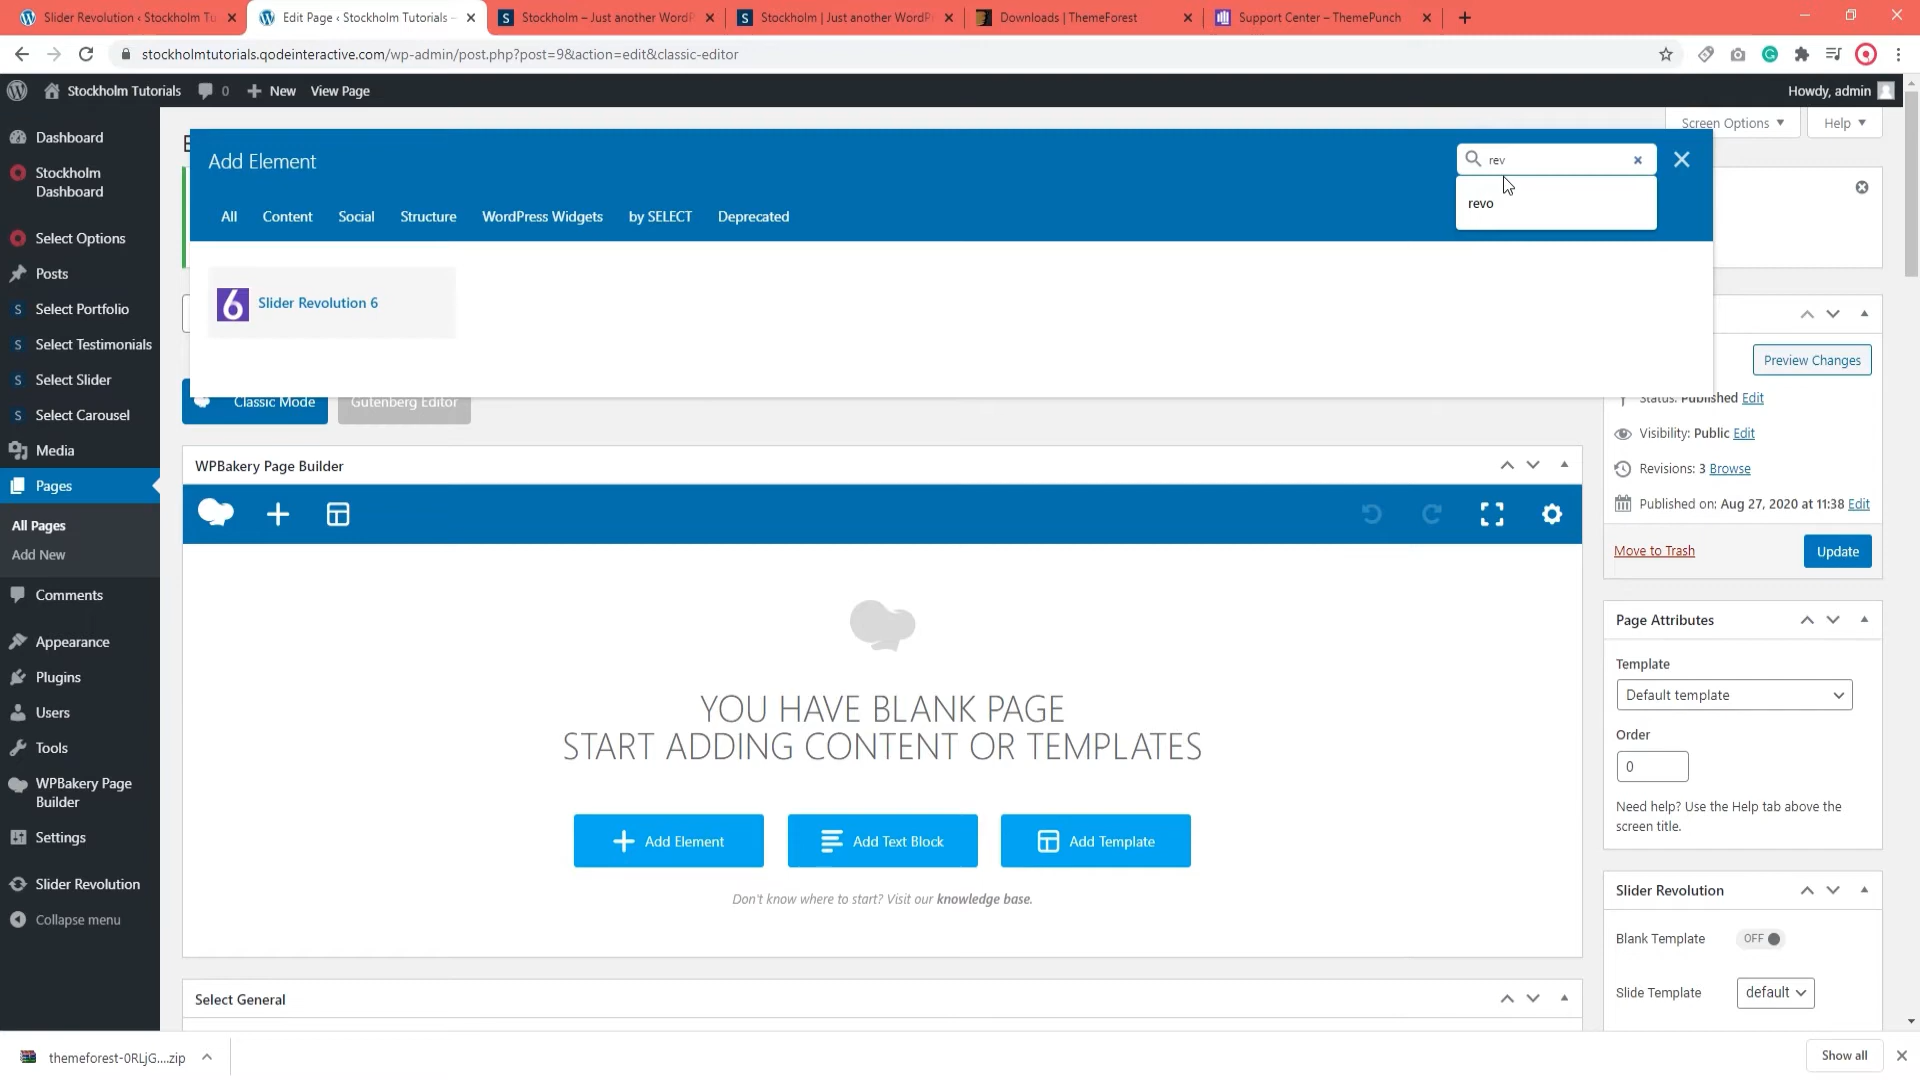 Slider Revolution ‹ Stockholm Tu
Edit Page ‹ Stockholm Tutorials –
Stockholm – Just another WordP
Stockholm | Just another WordPr
Downloads | ThemeForest
Support Center – ThemePunch
stockholmtutorials.qodeinteractive.com/wp-admin/post.php?post=9&action=edit&classic-editor
Stockholm Tutorials
0
New
View Page
Howdy, admin
Dashboard
Stockholm
Dashboard
Select Options
Posts
Select Portfolio
Select Testimonials
Select Slider
Select Carousel
Media
Pages
All Pages
Add New
Comments
Appearance
Plugins
Users
Tools
WPBakery Page
Builder
Settings
Slider Revolution
Collapse menu
Screen Options
Help
Add Element
rev
revo
All
Content
Social
Structure
WordPress Widgets
by SELECT
Deprecated
6
Slider Revolution 6
Classic Mode
Gutenberg Editor
WPBakery Page Builder
YOU HAVE BLANK PAGE
START ADDING CONTENT OR TEMPLATES
Add Element
Add Text Block
Add Template
Don't know where to start? Visit our knowledge base.
Select General
Preview Changes
Status: Published Edit
Visibility: Public Edit
Revisions: 3 Browse
Published on: Aug 27, 2020 at 11:38 Edit
Move to Trash
Update
Page Attributes
Template
Default template
Order
0
Need help? Use the Help tab above the
screen title.
Slider Revolution
Blank Template
OFF
Slide Template
default
themeforest-0RLjG....zip
Show all